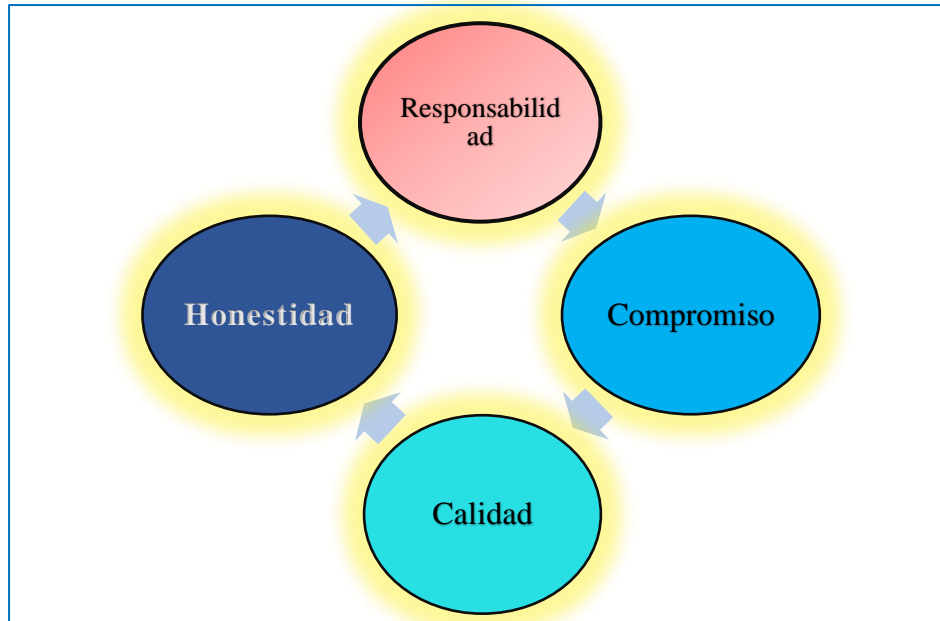 Responsabilid
ad
Honestidad
Compromiso
Calidad